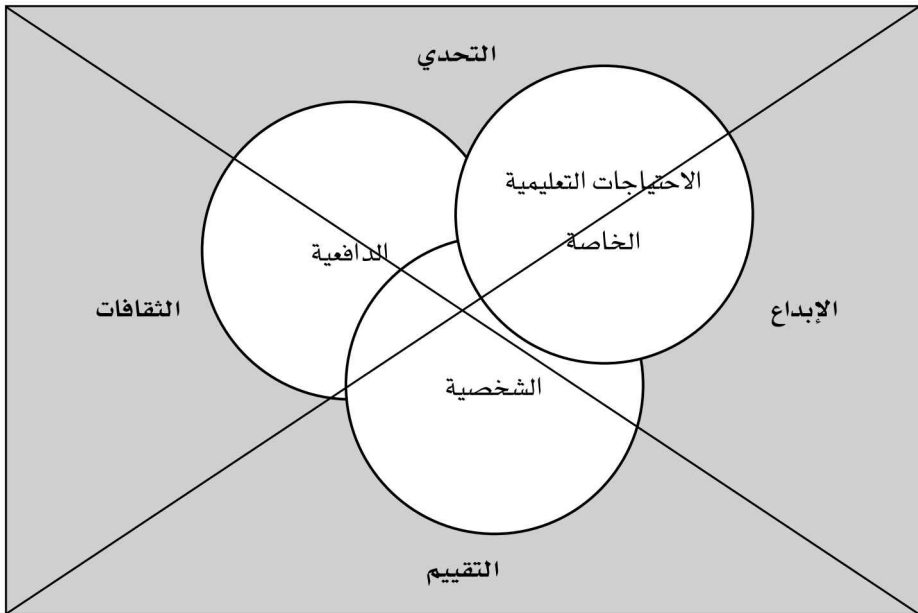 التحدي
الاحتياجات التعليمية
الخاصة
الدافعية
الإبداع
الثقافات
الشخصية
التقييم